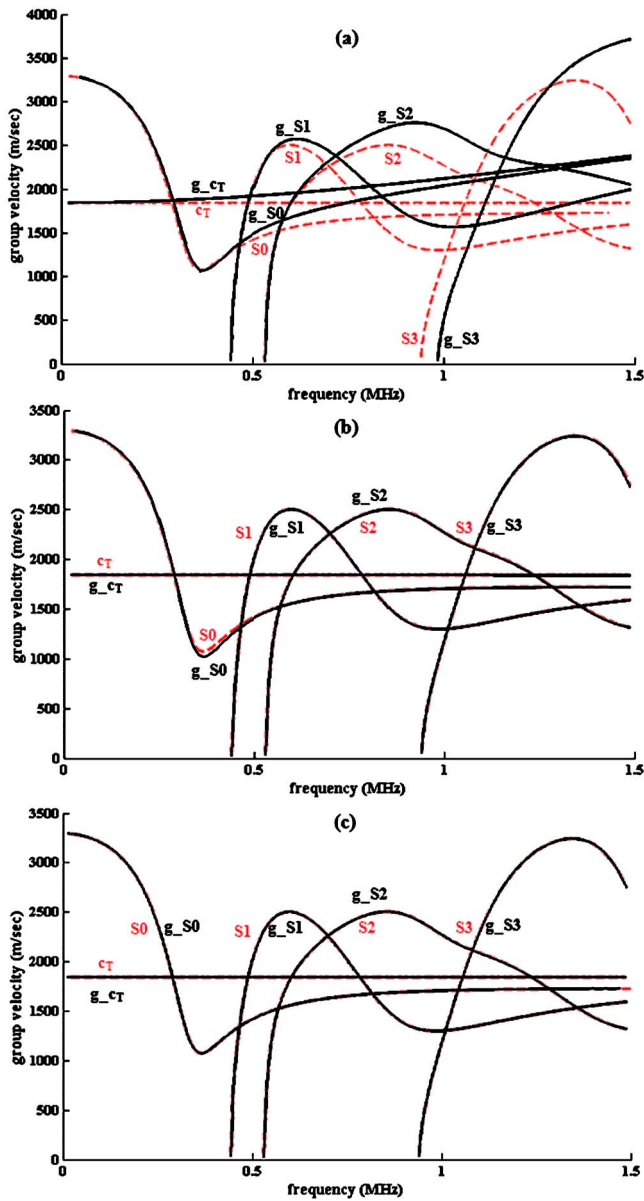 (a)
4000
3500
3000
2500
2000
1500
1000
500
0
group velocity (m/sec)
g_S1
S1
g_S2
S2
g_cT
cT
g_S0
S0
S3
g_S3
0
0.5
1
1.5
frequency (MHz)
(b)
3500
3000
2500
2000
1500
1000
500
0
group velocity (m/sec)
S1
g_S1
g_S2
S2
S3
g_S3
cT
g_cT
S0
g_S0
0
0.5
1
1.5
frequency (MHz)
(c)
3500
3000
2500
2000
1500
1000
500
0
group velocity (m/sec)
S0
g_S0
S1
g_S1
g_S2
S2
S3
g_S3
cT
g_cT
0
0.5
1
1.5
frequency (MHz)